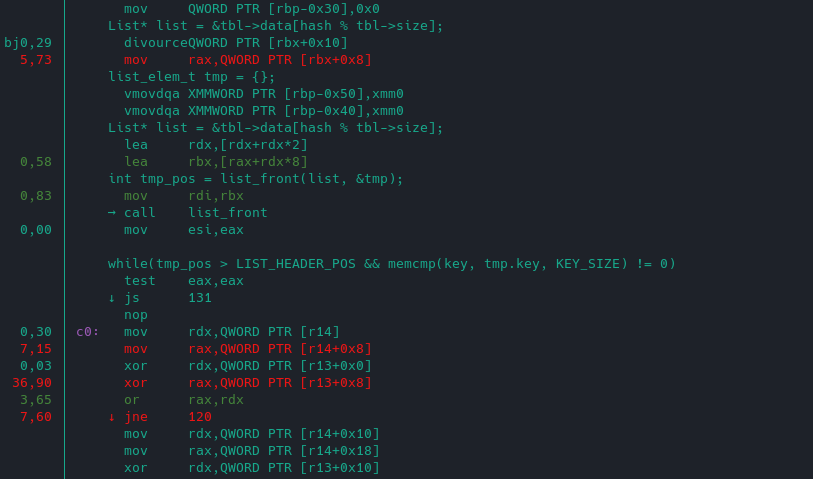 mov QWORD PTR [rbp-0x30],0x0
List* list = &tbl->data[hash % tbl->size];
bj0,29 divourceQWORD PTR [rbx+0x10]
5,73 mov rax,QWORD PTR [rbx+0x8]
list_elem_t tmp = {};
vmovdqa XMMWORD PTR [rbp-0x50],xmm0
vmovdqa XMMWORD PTR [rbp-0x40],xmm0
List* list = &tbl->data[hash % tbl->size];
lea rdx,[rdx+rdx*2]
0,58 lea rbx,[rax+rdx*8]
int tmp_pos = list_front(list, &tmp);
0,83 mov rdi,rbx
→ call list_front
0,00 mov esi,eax
while(tmp_pos > LIST_HEADER_POS && memcmp(key, tmp.key, KEY_SIZE) != 0)
test eax,eax
↓ js 131
nop
0,30 c0: mov rdx,QWORD PTR [r14]
7,15 mov rax,QWORD PTR [r14+0x8]
0,03 xor rdx,QWORD PTR [r13+0x0]
36,90 xor rax,QWORD PTR [r13+0x8]
3,65 or rax,rdx
7,60 ↓ jne 120
mov rdx,QWORD PTR [r14+0x10]
mov rax,QWORD PTR [r14+0x18]
xor rdx,QWORD PTR [r13+0x10]